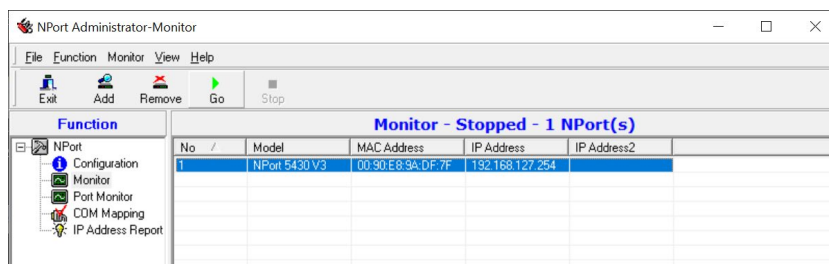 NPort Administrator-Monitor
File Function Monitor View Help
Exit Add Remove Go Stop
Function
Monitor - Stopped - 1 NPort(s)
NPort
Configuration
Monitor
Port Monitor
COM Mapping
IP Address Report
No / Model MAC Address IP Address IP Address2
1 NPort 5430 V3 00:90:E8:9A:DF:7F 192.168.127.254